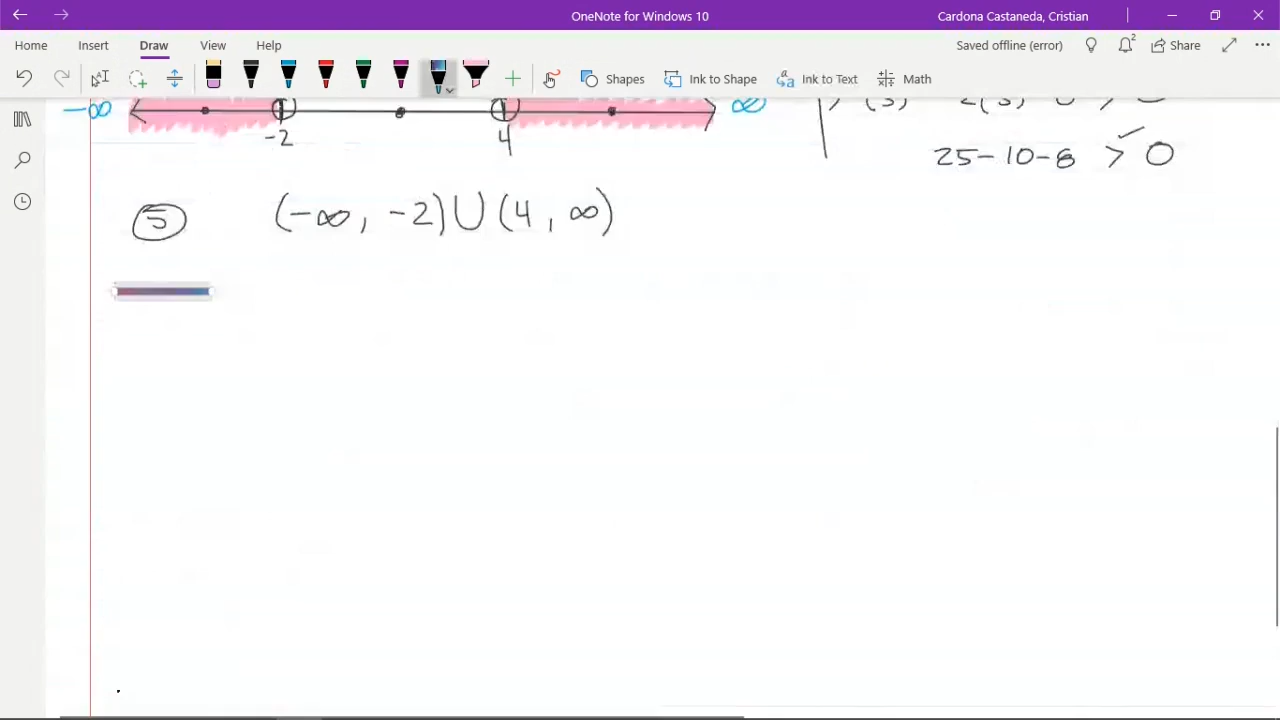 OneNote for Windows 10
Cardona Castaneda, Cristian
Home Insert Draw View Help
Saved offline (error)
2
Share
A
Shapes
Ink to Shape
a
Ink to Text
Math
-∞
∞
-2
4
25-10-8 > 0
5 (-∞, -2)∪(4, ∞)